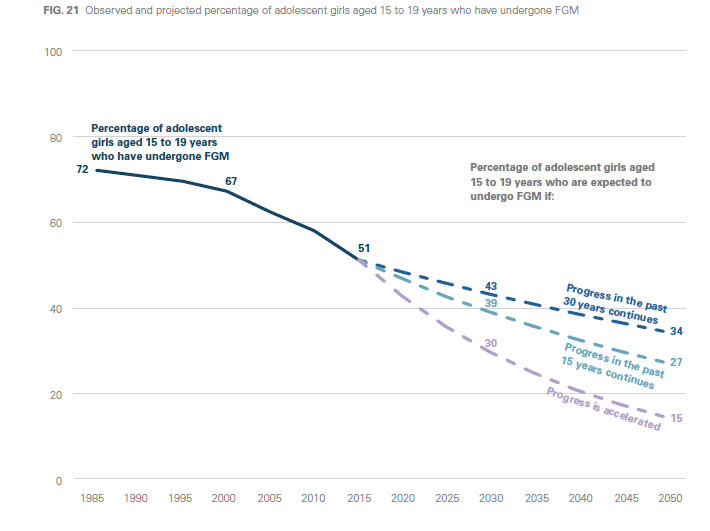 FIG. 21 Observed and projected percentage of adolescent girls aged 15 to 19 years who have undergone FGM
100
80
60
40
20
0
Percentage of adolescent
girls aged 15 to 19 years
who have undergone FGM
72
67
51
Percentage of adolescent girls aged
15 to 19 years who are expected to
undergo FGM if:
43
39
30
Progress in the past
30 years continues
34
Progress in the past
15 years continues
27
Progress is accelerated
15
1985 1990 1995 2000 2005 2010 2015 2020 2025 2030 2035 2040 2045 2050